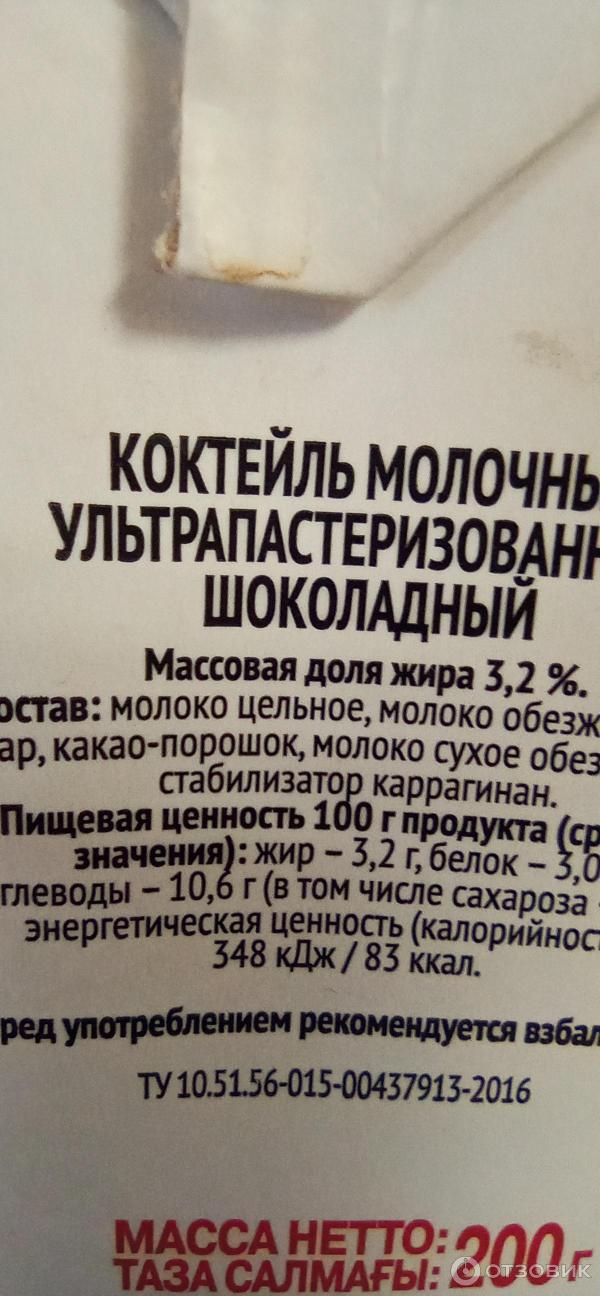 КОКТЕЙЛЬ МОЛОЧНЫ
УЛЬТРАПАСТЕРИЗОВАНН
ШОКОЛАДНЫЙ
Массовая доля жира 3,2 %.
остав: молоко цельное, молоко обезж
ар, какао-порошок, молоко сухое обез
стабилизатор каррагинан.
Пищевая ценность 100 г продукта (ср
значения): жир – 3,2 г, белок – 3,0
глеводы – 10,6 г (в том числе сахароза
энергетическая ценность (калорийност
348 кДж / 83 ккал.
ред употреблением рекомендуется взбал
ТУ 10.51.56-015-00437913-2016
МАССА НЕТТО: 200 г
ТАЗА САЛМАҒЫ:
ОТЗОВИК